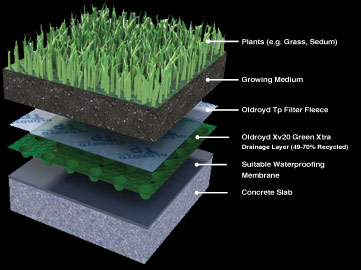 Plants (e.g. Grass, Sedum)
Growing Medium
Oldroyd Tp Filter Fleece
Oldroyd Xv20 Green Xtra
Drainage Layer (49-70% Recycled)
Suitable Waterproofing
Membrane
Concrete Slab